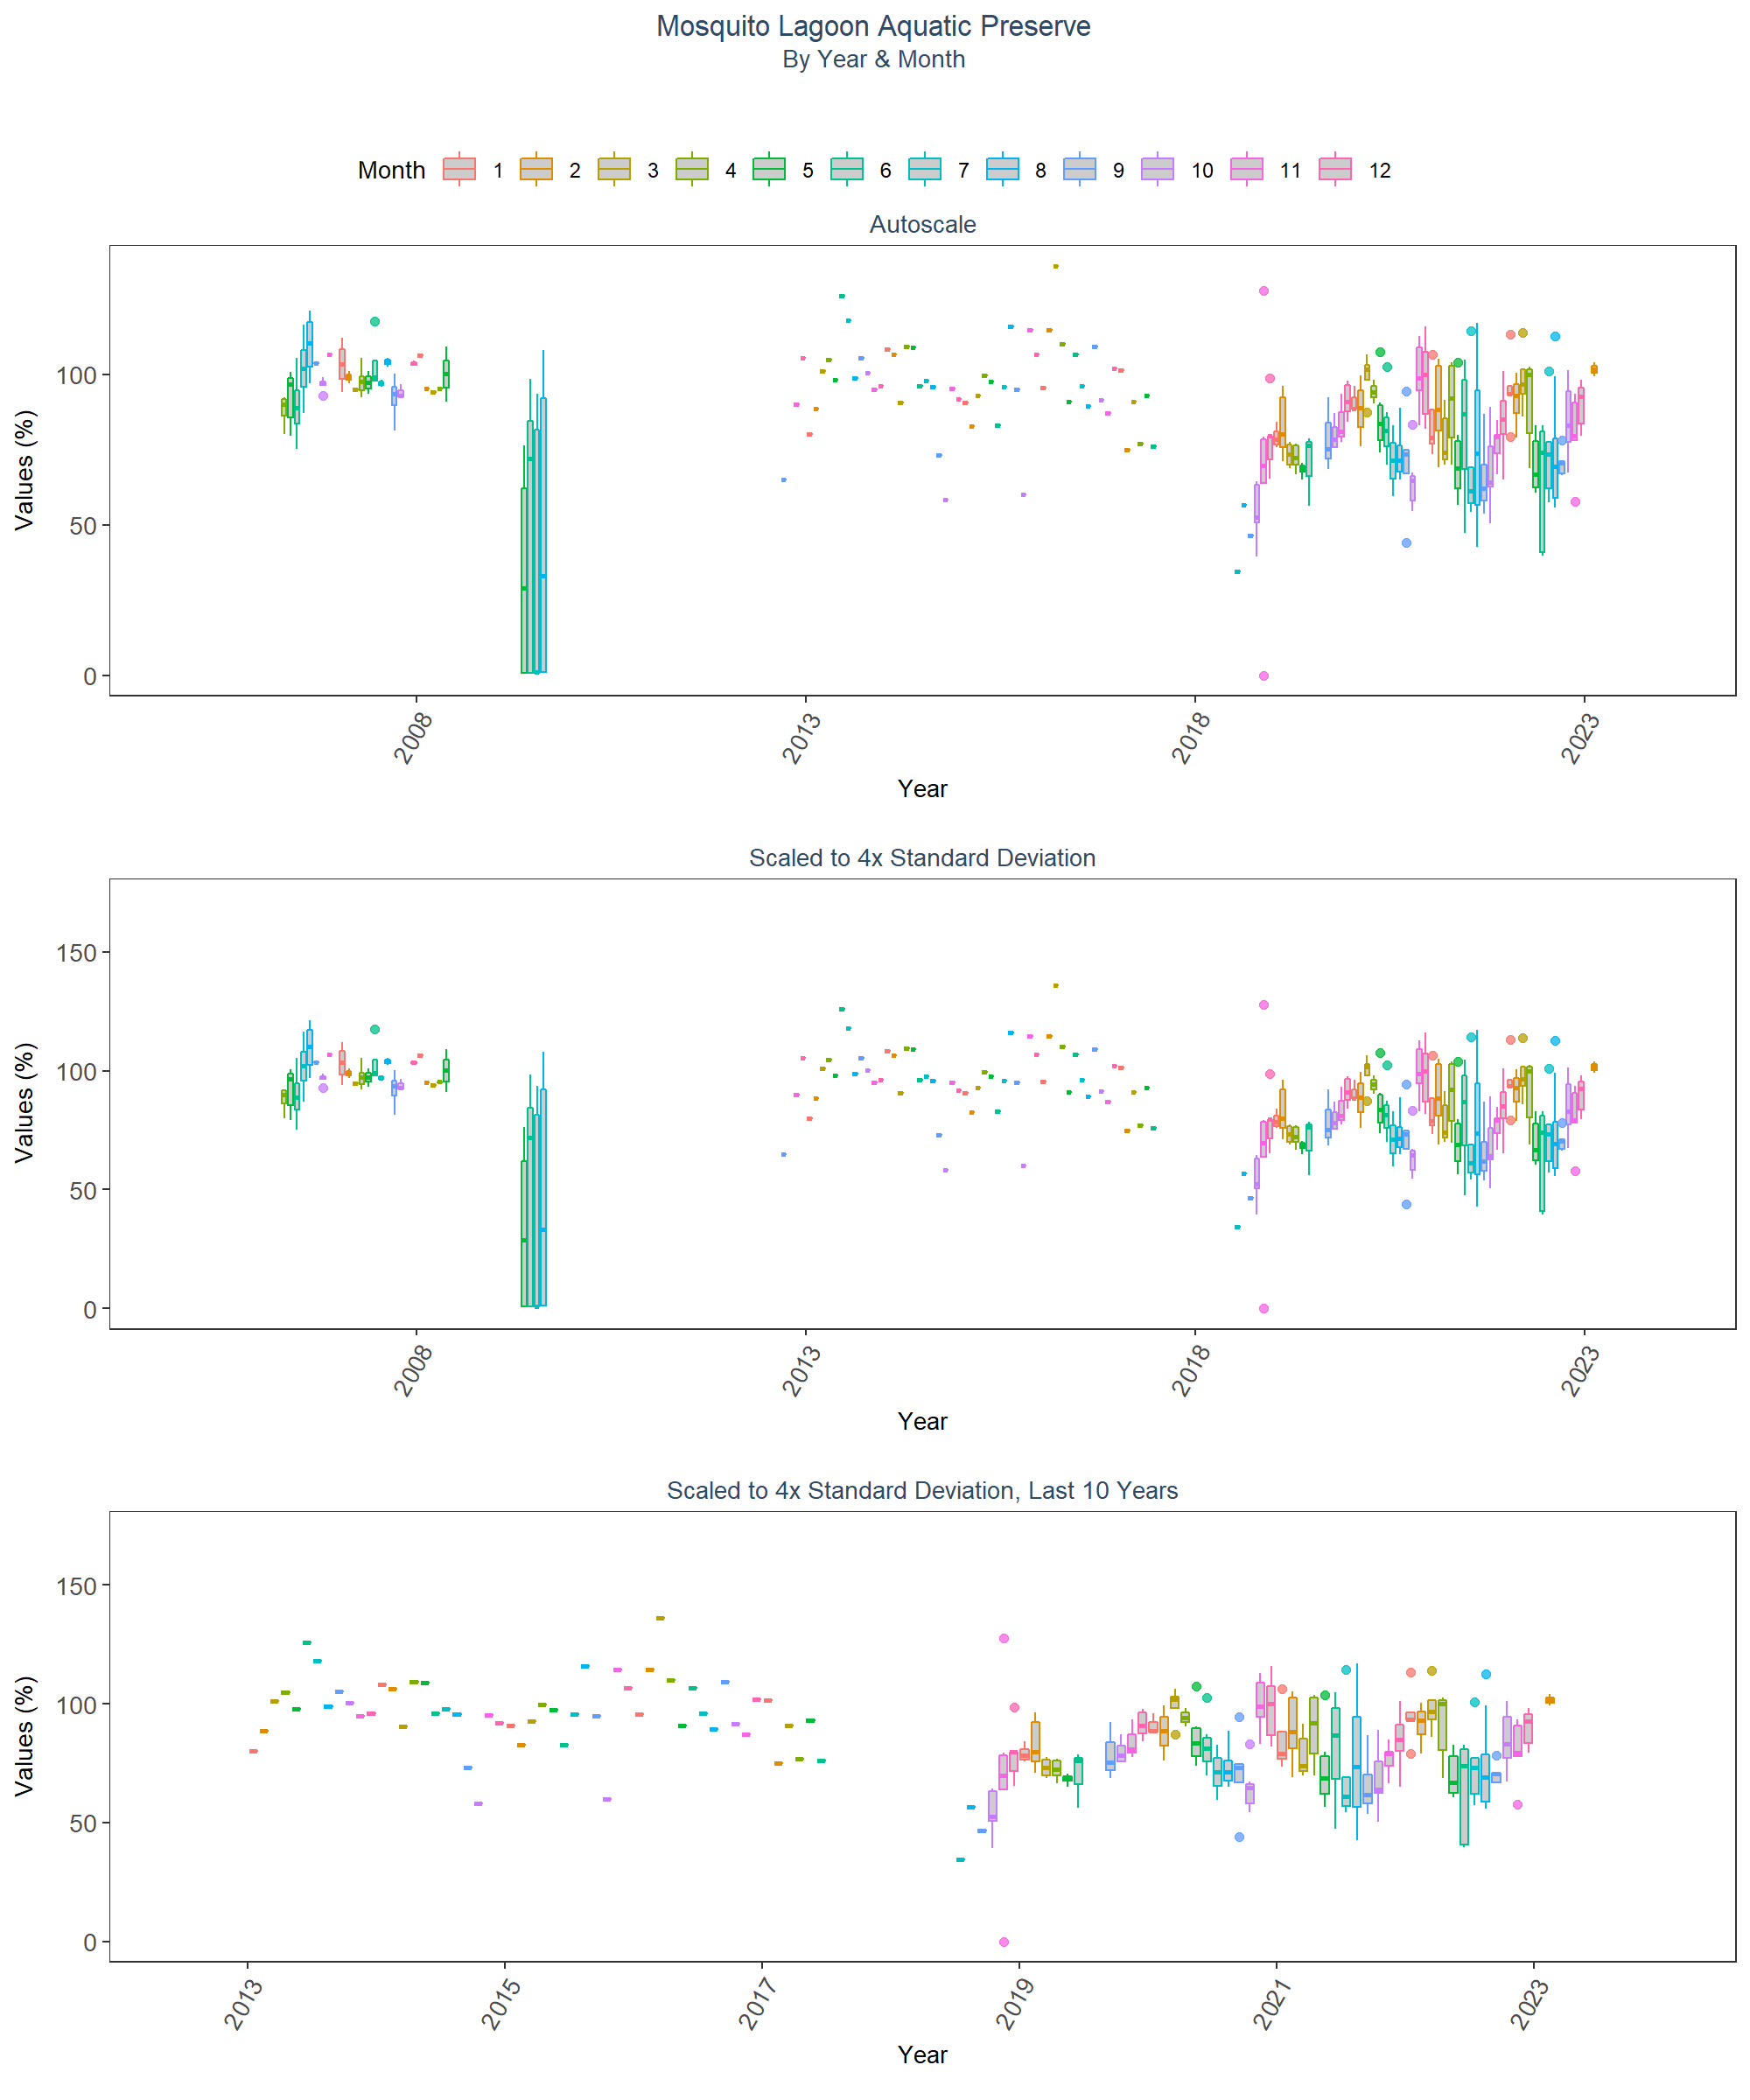 Mosquito Lagoon Aquatic Preserve
By Year & Month
Month 1 2 3 4 5 6 7 8 9 10 11 12
Autoscale
Values (%)
100
50
0
2008 2013 2018 2023
Year
Scaled to 4x Standard Deviation
Values (%)
150
100
50
0
2008 2013 2018 2023
Year
Scaled to 4x Standard Deviation, Last 10 Years
Values (%)
150
100
50
0
2013 2015 2017 2019 2021 2023
Year